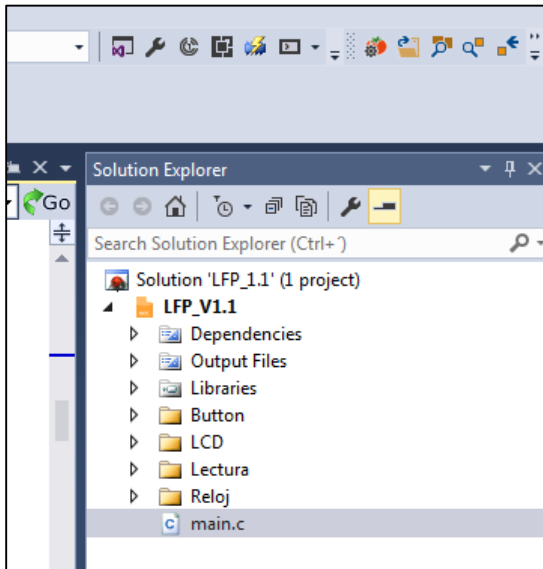 Solution Explorer
Go
Search Solution Explorer (Ctrl+´)
Solution 'LFP_1.1' (1 project)
LFP_V1.1
Dependencies
Output Files
Libraries
Button
LCD
Lectura
Reloj
main.c